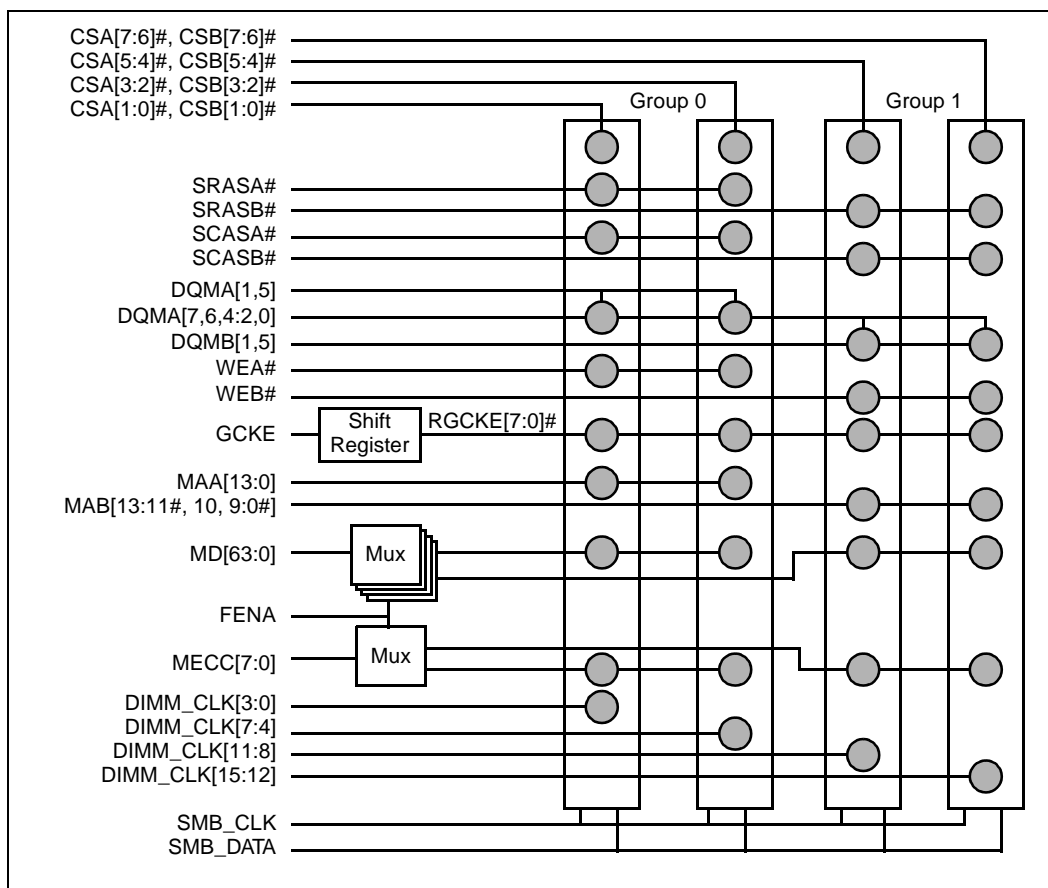 CSA[7:6]#, CSB[7:6]#
CSA[5:4]#, CSB[5:4]#
CSA[3:2]#, CSB[3:2]#
CSA[1:0]#, CSB[1:0]#
Group 0
Group 1
SRASA#
SRASB#
SCASA#
SCASB#
DQMA[1,5]
DQMA[7,6,4:2,0]
DQMB[1,5]
WEA#
WEB#
GCKE
Shift
Register
RGCKE[7:0]#
MAA[13:0]
MAB[13:11#, 10, 9:0#]
MD[63:0]
Mux
FENA
MECC[7:0]
Mux
DIMM_CLK[3:0]
DIMM_CLK[7:4]
DIMM_CLK[11:8]
DIMM_CLK[15:12]
SMB_CLK
SMB_DATA